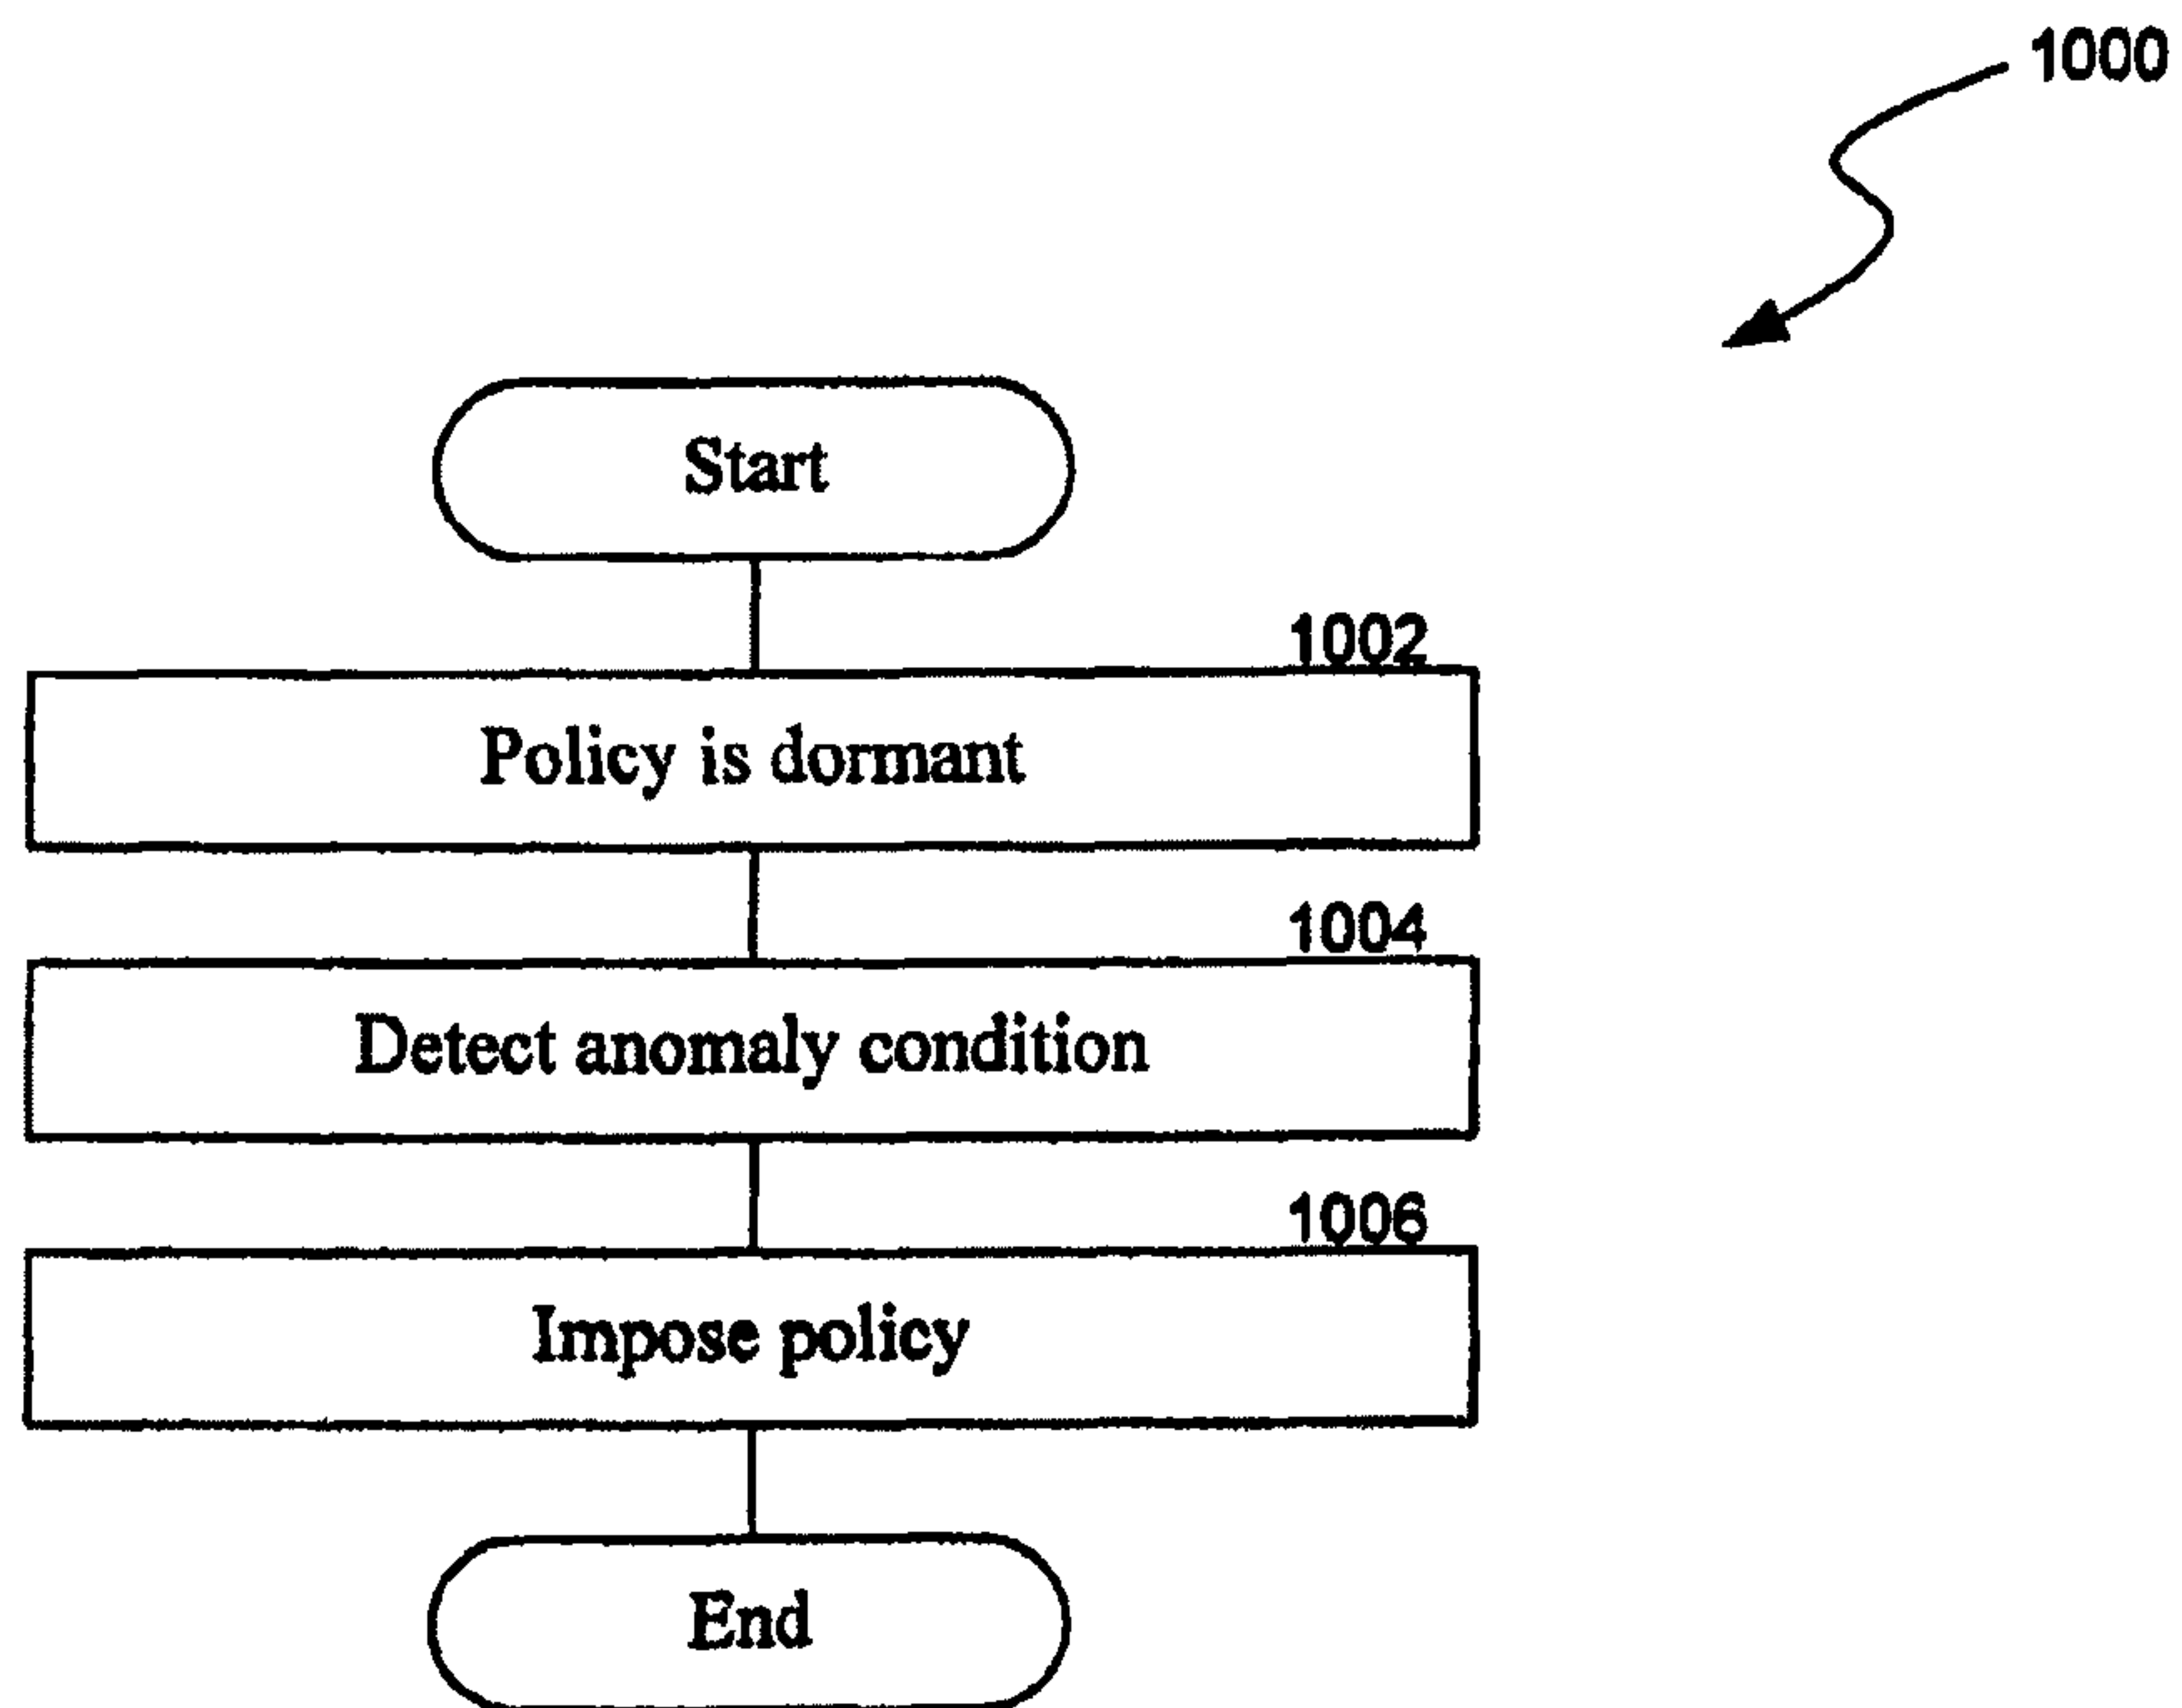 1000
Start
1002
Policy is dormant
1004
Detect anomaly condition
1006
Impose policy
End